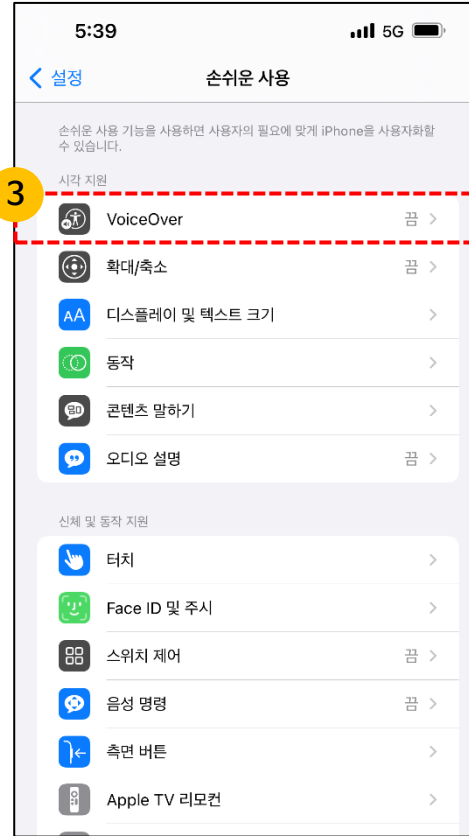 5:39 5G
설정 손쉬운 사용
손쉬운 사용 기능을 사용하면 사용자의 필요에 맞게 iPhone을 사용자화할
수 있습니다.
시각 지원
3
VoiceOver 끔
확대/축소 끔
AA 디스플레이 및 텍스트 크기
동작
콘텐츠 말하기
오디오 설명 끔
신체 및 동작 지원
터치
Face ID 및 주시
스위치 제어 끔
음성 명령 끔
측면 버튼
Apple TV 리모컨